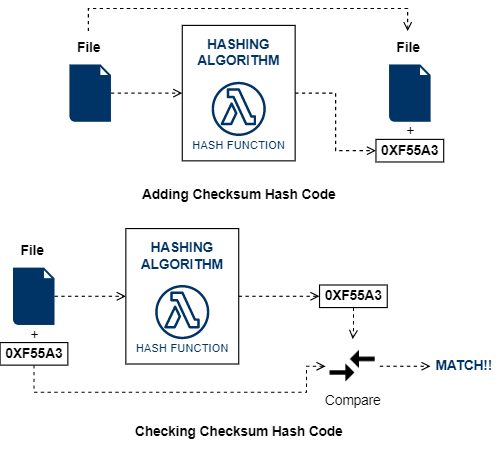 File
HASHING
ALGORITHM
HASH FUNCTION
File
+
0XF55A3
Adding Checksum Hash Code
File
+
0XF55A3
HASHING
ALGORITHM
HASH FUNCTION
0XF55A3
Compare
MATCH!!
Checking Checksum Hash Code